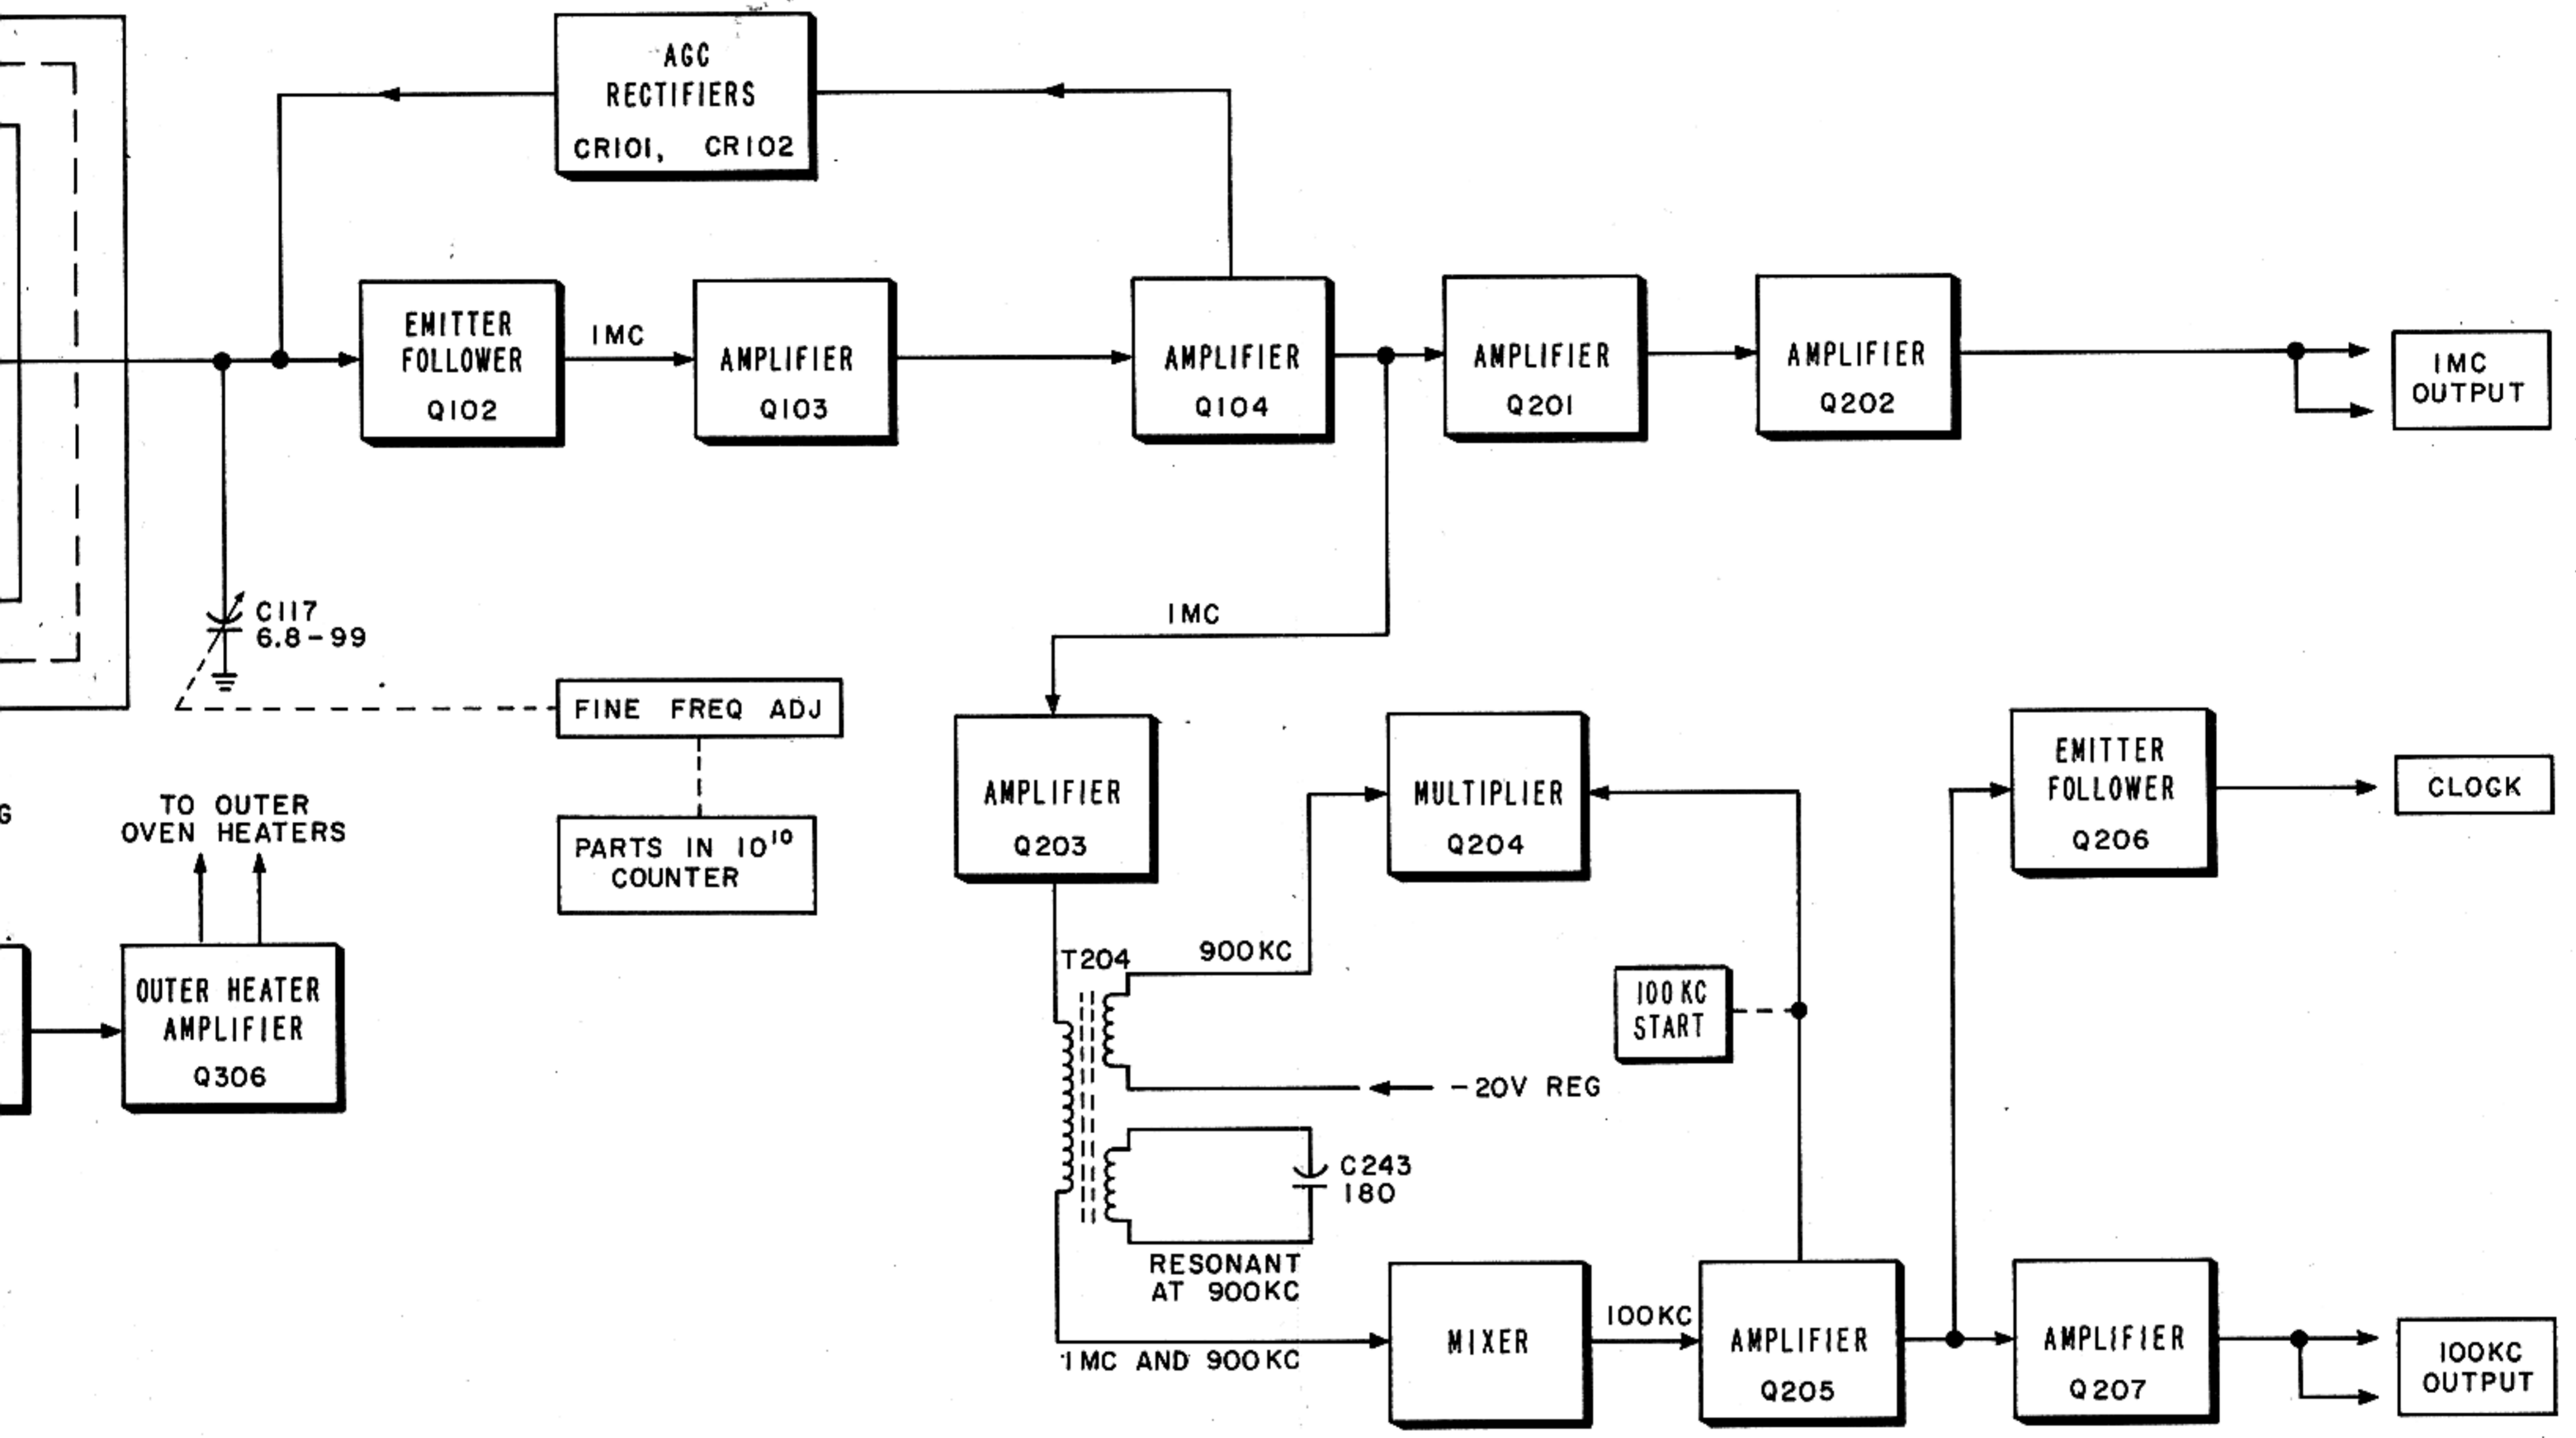 AGC
RECTIFIERS
CR101, CR102
EMITTER
FOLLOWER
Q102
1MC
AMPLIFIER
Q103
AMPLIFIER
Q104
AMPLIFIER
Q201
AMPLIFIER
Q202
1MC
OUTPUT
C117
6.8-99
1MC
FINE FREQ ADJ
PARTS IN 10¹⁰
COUNTER
G
TO OUTER
OVEN HEATERS
OUTER HEATER
AMPLIFIER
Q306
AMPLIFIER
Q203
MULTIPLIER
Q204
EMITTER
FOLLOWER
Q206
CLOCK
T204
900KC
100 KC
START
-20V REG
C243
180
RESONANT
AT 900KC
1MC AND 900KC
MIXER
100KC
AMPLIFIER
Q205
AMPLIFIER
Q207
100KC
OUTPUT